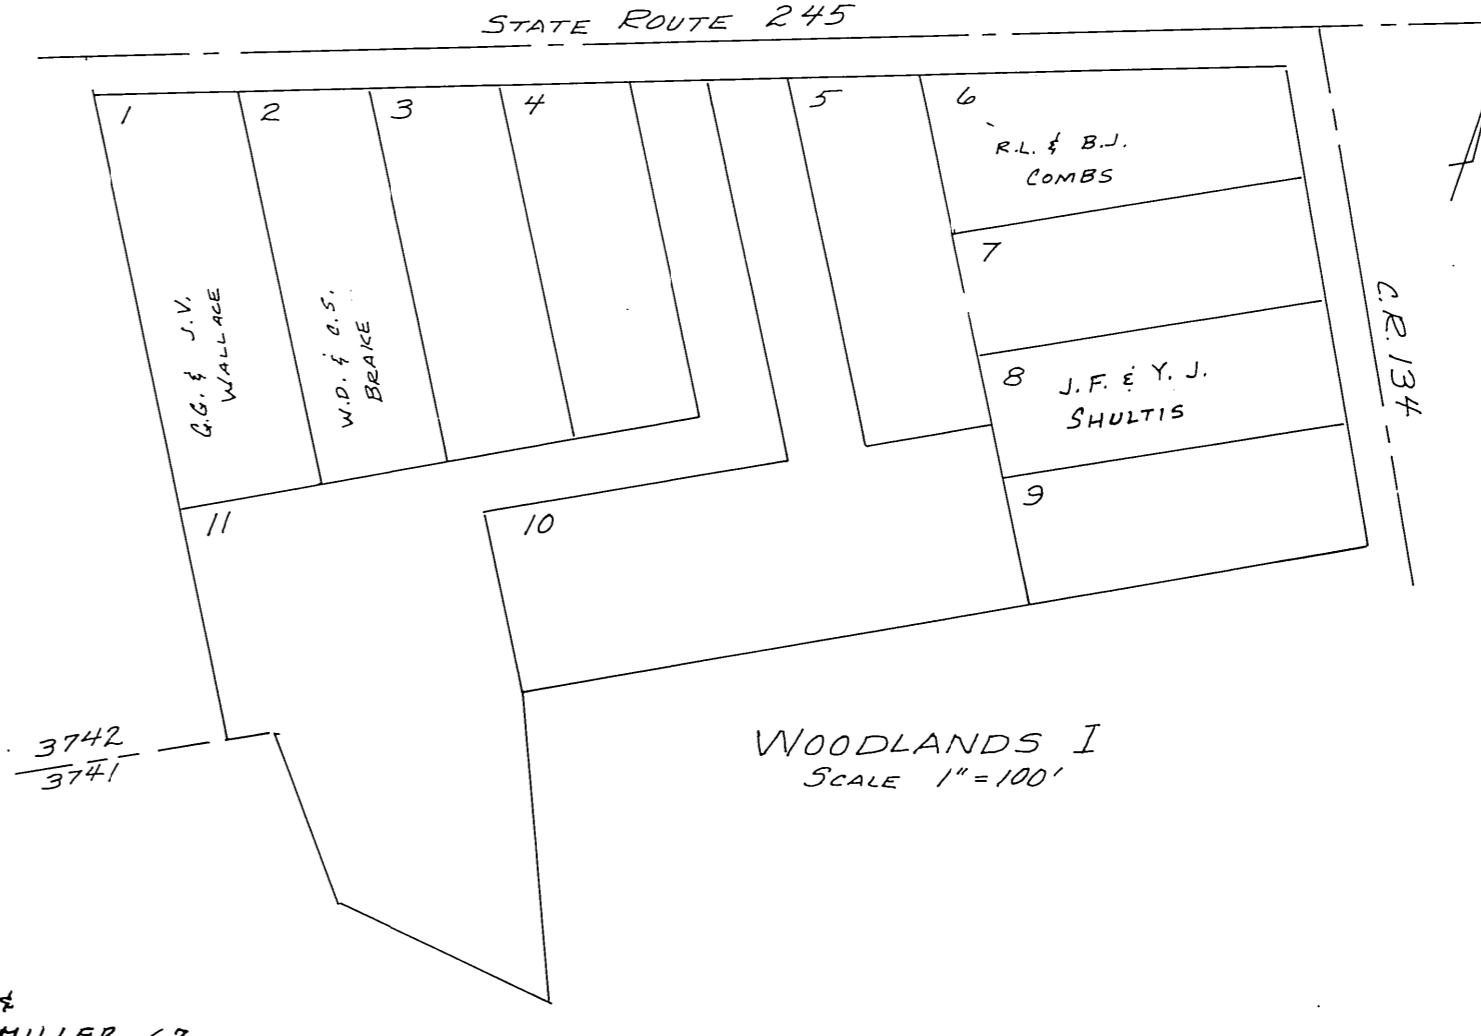 STATE ROUTE 245
1
2
3
4
5
6
R.L. & B.J.
COMBS
7
G.G. & J.V.
WALLACE
W.D. & C.S.
BRAKE
C.R. 134
8
J.F. & Y.J.
SHULTIS
9
11
10
3742
3741
WOODLANDS I
SCALE 1"=100'
&
MILLER